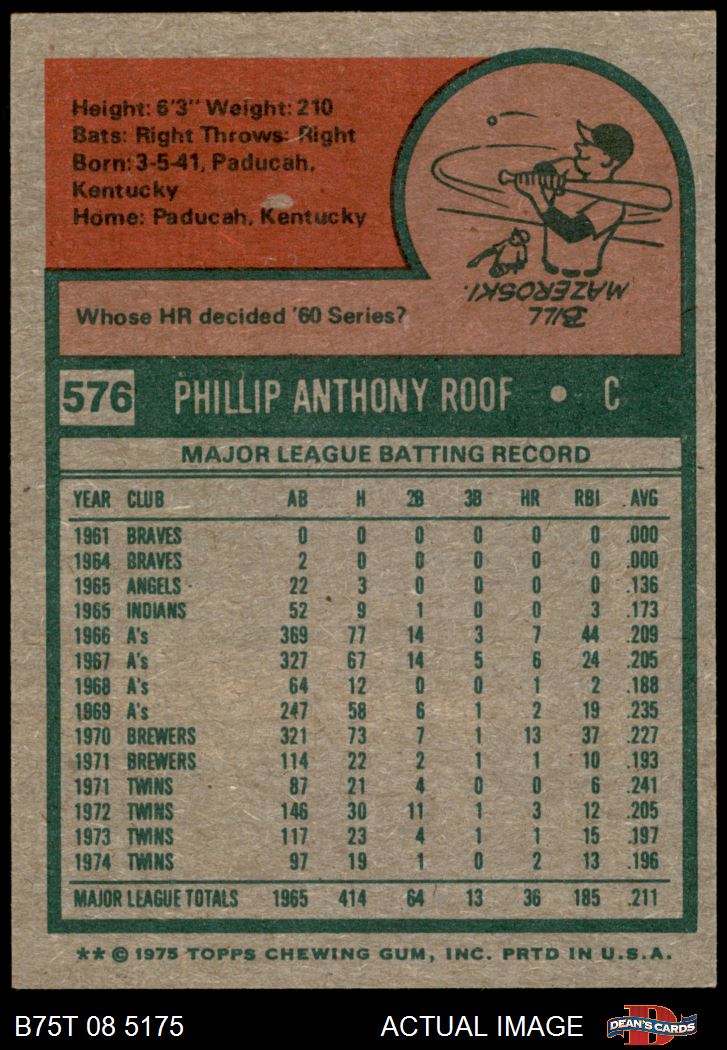 Height: 6'3" Weight: 210
Bats: Right Throws: Right
Born: 3-5-41, Paducah,
Kentucky
Home: Paducah, Kentucky
BILL
MAZEROSKI.
Whose HR decided '60 Series?
576 PHILLIP ANTHONY ROOF • C
MAJOR LEAGUE BATTING RECORD
YEAR CLUB AB H 2B 3B HR RBI AVG
1961 BRAVES 0 0 0 0 0 0 .000
1964 BRAVES 2 0 0 0 0 0 .000
1965 ANGELS 22 3 0 0 0 0 .136
1965 INDIANS 52 9 1 0 0 3 .173
1966 A's 369 77 14 3 7 44 .209
1967 A's 327 67 14 5 6 24 .205
1968 A's 64 12 0 0 1 2 .188
1969 A's 247 58 6 1 2 19 .235
1970 BREWERS 321 73 7 1 13 37 .227
1971 BREWERS 114 22 2 1 1 10 .193
1971 TWINS 87 21 4 0 0 6 .241
1972 TWINS 146 30 11 1 3 12 .205
1973 TWINS 117 23 4 1 1 15 .197
1974 TWINS 97 19 1 0 2 13 .196
MAJOR LEAGUE TOTALS 1965 414 64 13 36 185 .211
** © 1975 TOPPS CHEWING GUM, INC. PRTD IN U.S.A.
B75T 08 5175 ACTUAL IMAGE DEAN'S CARDS